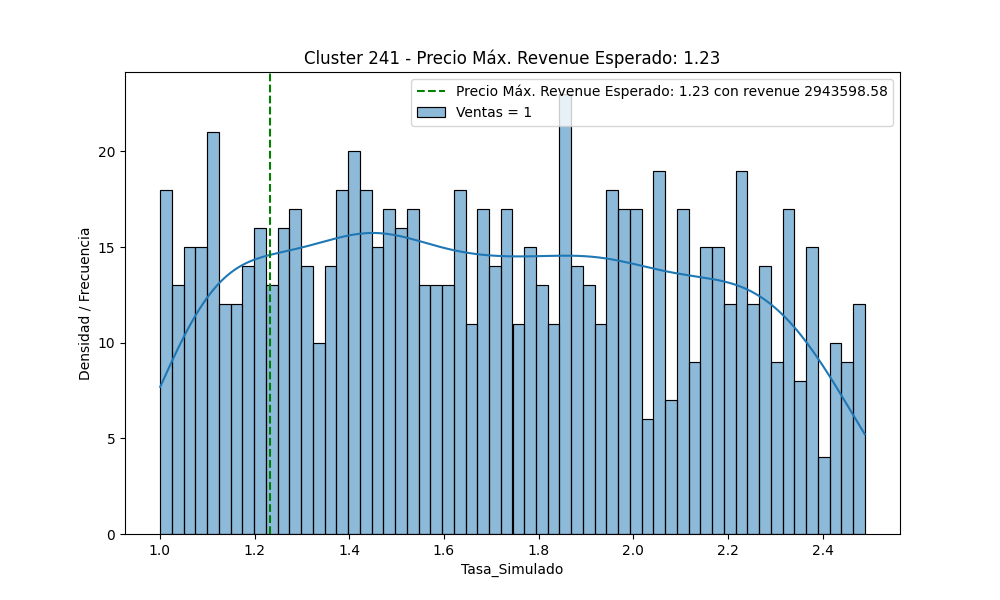 Cluster 241 - Precio Máx. Revenue Esperado: 1.23
Precio Máx. Revenue Esperado: 1.23 con revenue 2943598.58
Ventas = 1
Densidad / Frecuencia
20
15
10
5
0
1.0 1.2 1.4 1.6 1.8 2.0 2.2 2.4
Tasa_Simulado